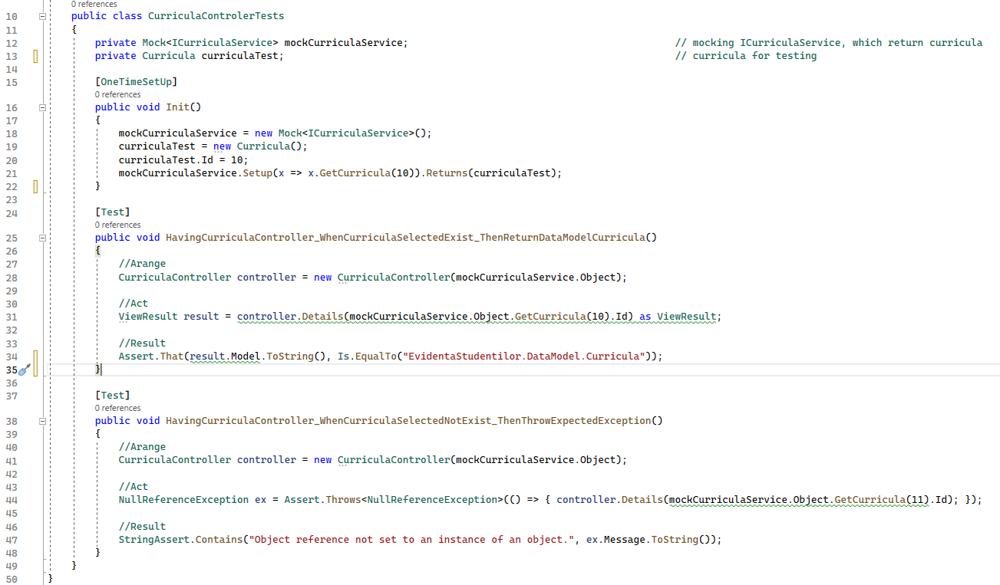 0 references
10 public class CurriculaControlerTests
11 {
12 private Mock<ICurriculaService> mockCurriculaService; // mocking ICurriculaService, which return curricula
13 private Curricula curriculaTest; // curricula for testing
14
15 [OneTimeSetUp]
0 references
16 public void Init()
17 {
18 mockCurriculaService = new Mock<ICurriculaService>();
19 curriculaTest = new Curricula();
20 curriculaTest.Id = 10;
21 mockCurriculaService.Setup(x => x.GetCurricula(10)).Returns(curriculaTest);
22 }
23
24 [Test]
0 references
25 public void HavingCurriculaController_WhenCurriculaSelectedExist_ThenReturnDataModelCurricula()
26 {
27 //Arange
28 CurriculaController controller = new CurriculaController(mockCurriculaService.Object);
29
30 //Act
31 ViewResult result = controller.Details(mockCurriculaService.Object.GetCurricula(10).Id) as ViewResult;
32
33 //Result
34 Assert.That(result.Model.ToString(), Is.EqualTo("EvidentaStudentilor.DataModel.Curricula"));
35 }
36
37 [Test]
0 references
38 public void HavingCurriculaController_WhenCurriculaSelectedNotExist_ThenThrowExpectedException()
39 {
40 //Arange
41 CurriculaController controller = new CurriculaController(mockCurriculaService.Object);
42
43 //Act
44 NullReferenceException ex = Assert.Throws<NullReferenceException>(() => { controller.Details(mockCurriculaService.Object.GetCurricula(11).Id); });
45
46 //Result
47 StringAssert.Contains("Object reference not set to an instance of an object.", ex.Message.ToString());
48 }
49 }
50 }